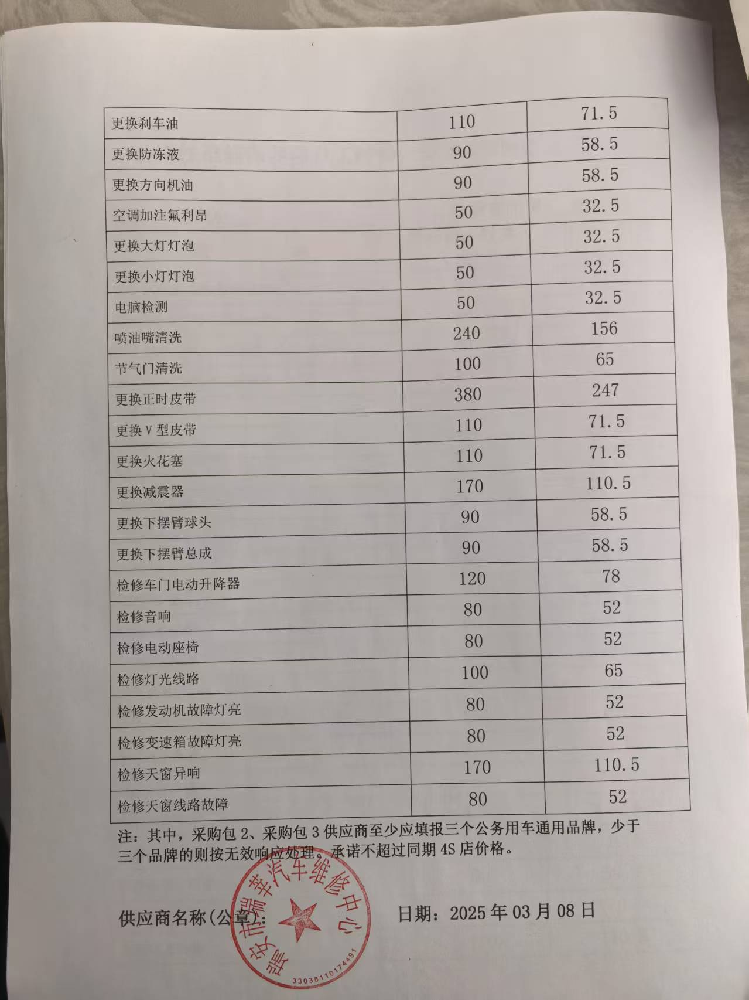 更换刹车油 110 71.5
更换防冻液 90 58.5
更换方向机油 90 58.5
空调加注氟利昂 50 32.5
更换大灯灯泡 50 32.5
更换小灯灯泡 50 32.5
电脑检测 50 32.5
喷油嘴清洗 240 156
节气门清洗 100 65
更换正时皮带 380 247
更换V型皮带 110 71.5
更换火花塞 110 71.5
更换减震器 170 110.5
更换下摆臂球头 90 58.5
更换下摆臂总成 90 58.5
检修车门电动升降器 120 78
检修音响 80 52
检修电动座椅 80 52
检修灯光线路 100 65
检修发动机故障灯亮 80 52
检修变速箱故障灯亮 80 52
检修天窗异响 170 110.5
检修天窗线路故障 80 52
注：其中，采购包2、采购包3供应商至少应填报三个公务用车通用品牌，少于
三个品牌的则按无效响应处理。承诺不超过同期4S店价格。
供应商名称(公章)： 日期：2025年03月08日
瑞安市瑞莘汽车维修中心
33038110174491